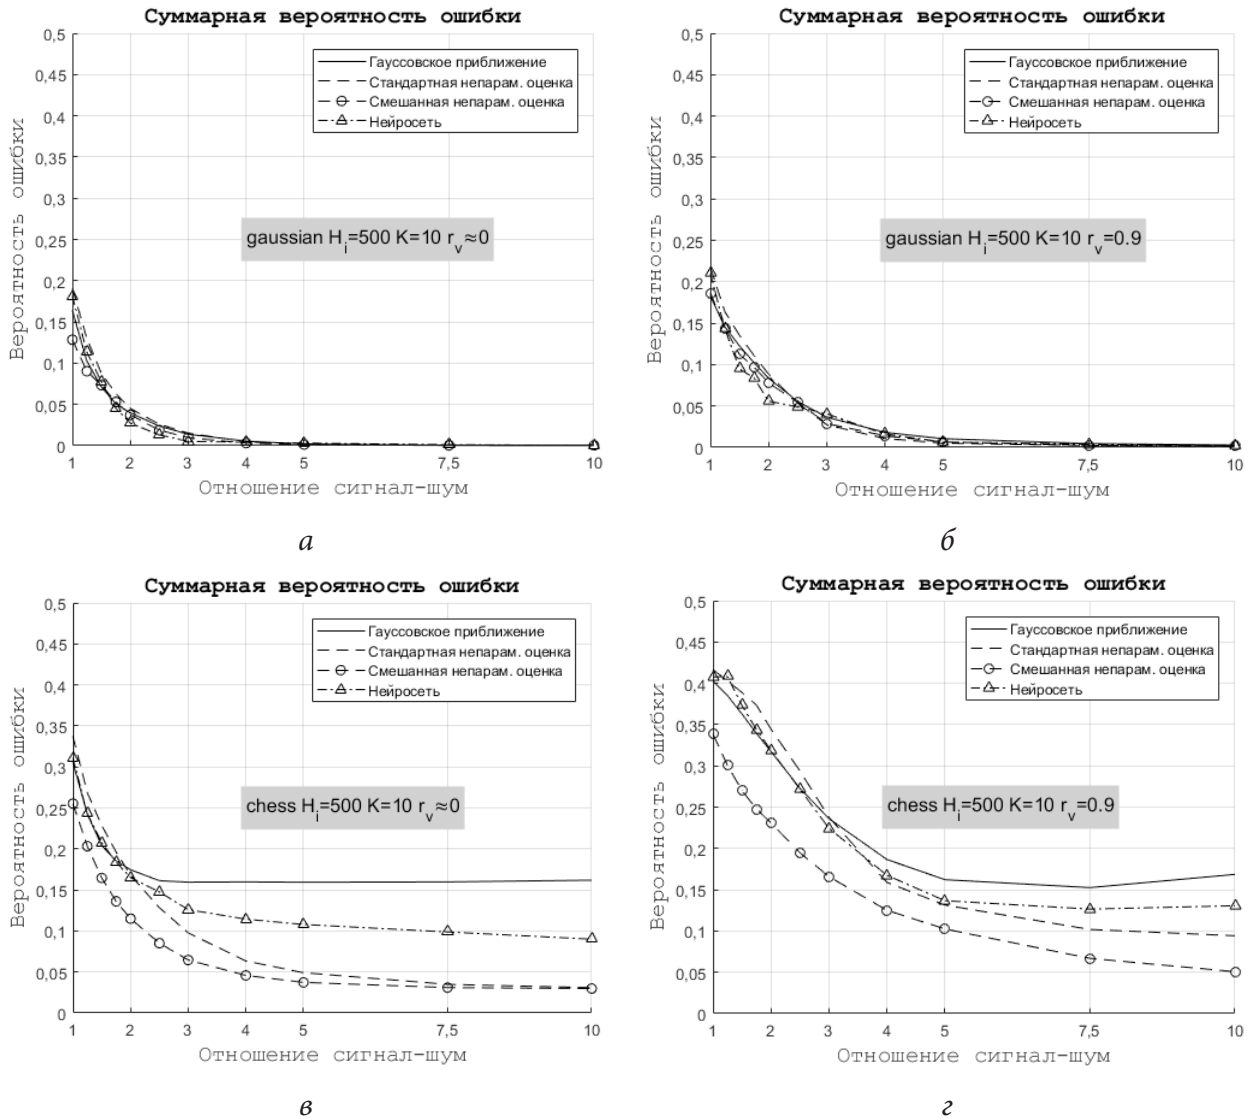 Суммарная вероятность ошибки
0,5
0,45
0,4
0,35
0,3
0,25
0,2
0,15
0,1
0,05
0
Вероятность ошибки
Гауссовское приближение
Стандартная непарам. оценка
Смешанная непарам. оценка
Нейросеть
gaussian H_i=500 K=10 r_v≈0
1 2 3 4 5 7,5 10
Отношение сигнал-шум
а
Суммарная вероятность ошибки
0,5
0,45
0,4
0,35
0,3
0,25
0,2
0,15
0,1
0,05
0
Вероятность ошибки
Гауссовское приближение
Стандартная непарам. оценка
Смешанная непарам. оценка
Нейросеть
gaussian H_i=500 K=10 r_v=0.9
1 2 3 4 5 7,5 10
Отношение сигнал-шум
б
Суммарная вероятность ошибки
0,5
0,45
0,4
0,35
0,3
0,25
0,2
0,15
0,1
0,05
0
Вероятность ошибки
Гауссовское приближение
Стандартная непарам. оценка
Смешанная непарам. оценка
Нейросеть
chess H_i=500 K=10 r_v≈0
1 2 3 4 5 7,5 10
Отношение сигнал-шум
в
Суммарная вероятность ошибки
0,5
0,45
0,4
0,35
0,3
0,25
0,2
0,15
0,1
0,05
0
Вероятность ошибки
Гауссовское приближение
Стандартная непарам. оценка
Смешанная непарам. оценка
Нейросеть
chess H_i=500 K=10 r_v=0.9
1 2 3 4 5 7,5 10
Отношение сигнал-шум
г